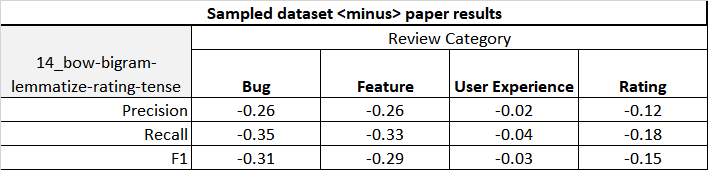 Sampled dataset <minus> paper results
14_bow-bigram-lemmatize-rating-tense
Review Category
Bug Feature User Experience Rating
Precision -0.26 -0.26 -0.02 -0.12
Recall -0.35 -0.33 -0.04 -0.18
F1 -0.31 -0.29 -0.03 -0.15